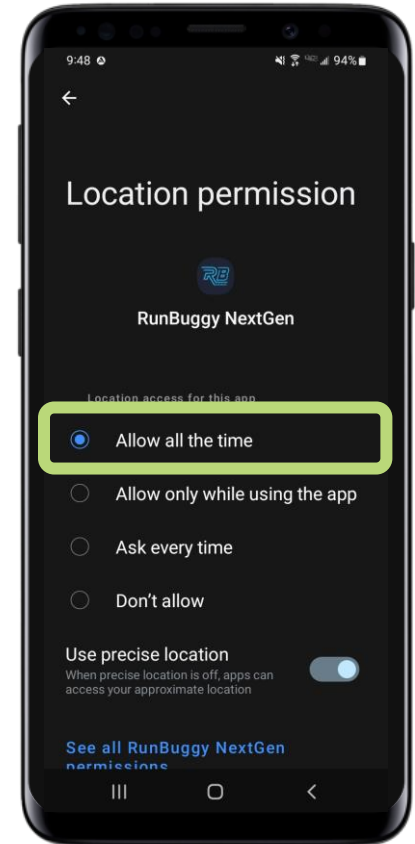 9:48 94%
Location permission
RB
RunBuggy NextGen
Location access for this app
Allow all the time
Allow only while using the app
Ask every time
Don't allow
Use precise location
When precise location is off, apps can
access your approximate location
See all RunBuggy NextGen
permissions